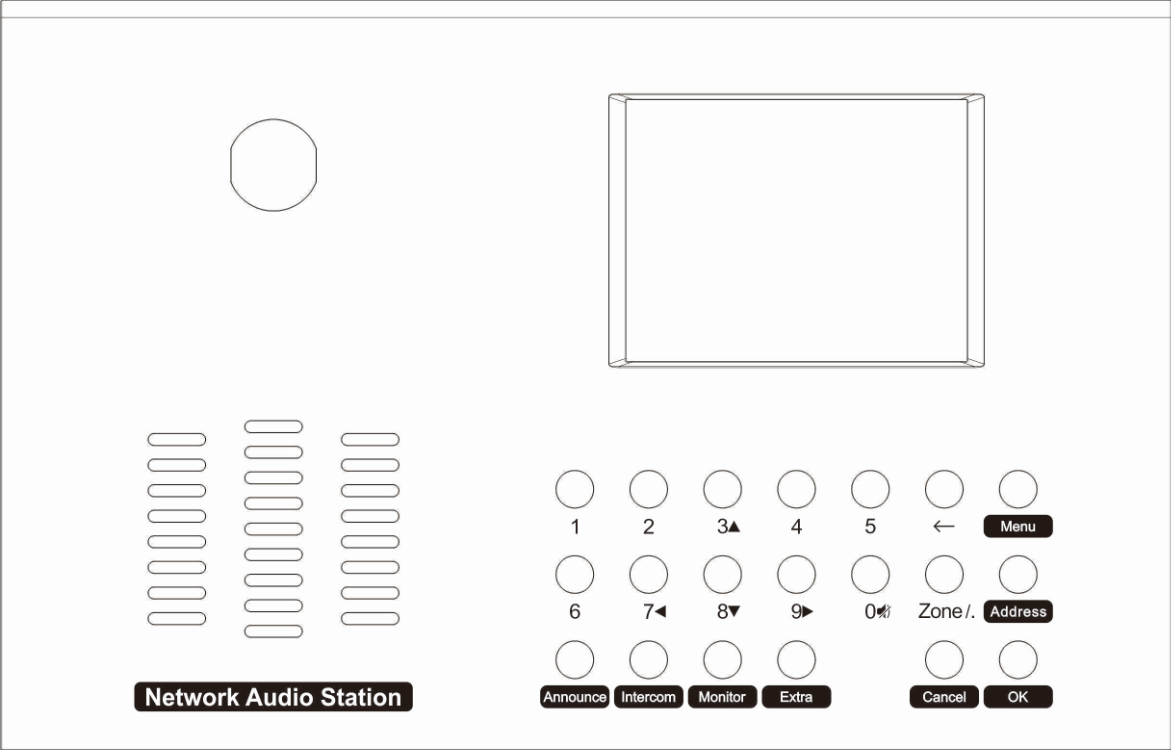 1 2 3▲ 4 5 ← Menu
6 7◀ 8▼ 9▶ 0 Zone/. Address
Network Audio Station
Announce Intercom Monitor Extra Cancel OK